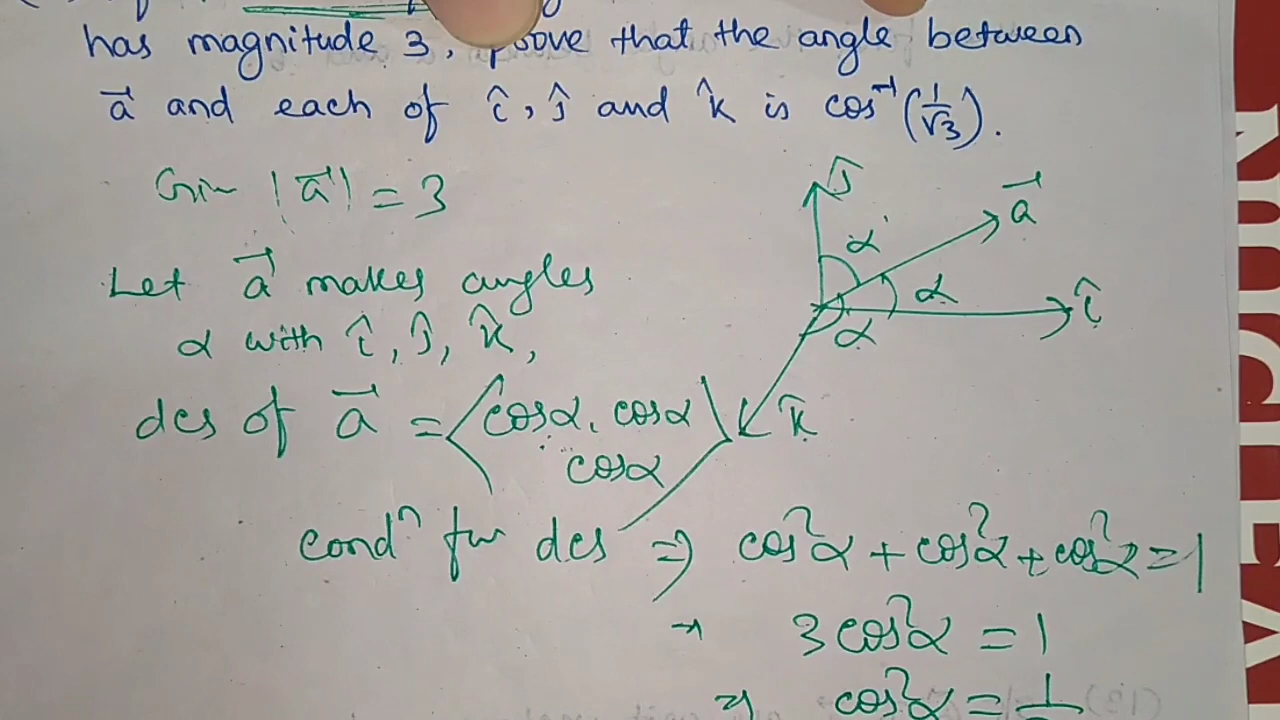 has magnitude 3, prove that the angle between
a⃗ and each of î, ĵ and k̂ is cos⁻¹(1/√3).
|a⃗| = 3
Let a⃗ makes angles
α with î, ĵ, k̂,
dcs of a⃗ = ⟨cosα, cosα
cosα⟩
condⁿ for dcs ⇒ cos²α + cos²α + cos²α = 1
→ 3cos²α = 1
⇒ cos²α = 1
ĵ
a⃗
α
α
î
α
k̂